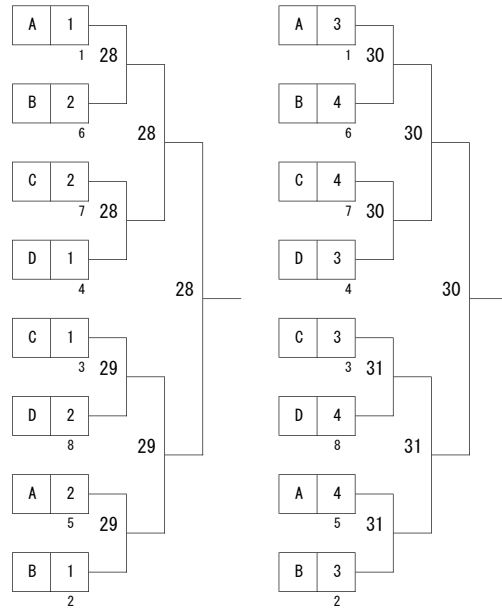 A 1 A 3
1 28 1 30
B 2 B 4
6 28 6 30
C 2 C 4
7 28 7 30
D 1 D 3
4 4
28 30
C 1 C 3
3 29 3 31
D 2 D 4
8 29 8 31
A 2 A 4
5 29 5 31
B 1 B 3
2 2